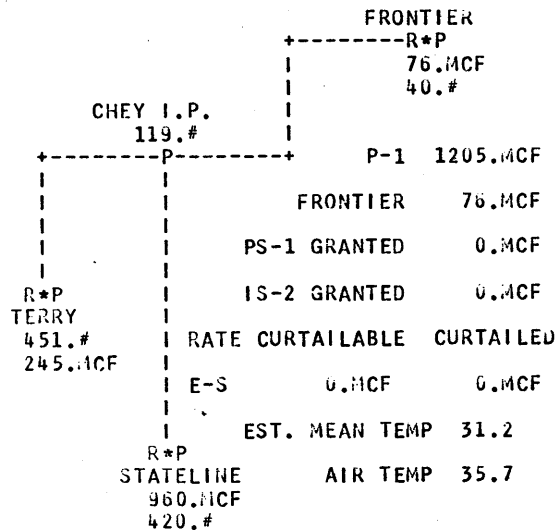 FRONTIER
+--------R*P
76.MCF
40.#
CHEY I.P.
119.#
+--------P--------+ P-1 1205.MCF
FRONTIER 76.MCF
PS-1 GRANTED 0.MCF
R*P IS-2 GRANTED 0.MCF
TERRY
451.# RATE CURTAILABLE CURTAILED
245.MCF
E-S 0.MCF 0.MCF
EST. MEAN TEMP 31.2
R*P
STATELINE AIR TEMP 35.7
960.MCF
420.#